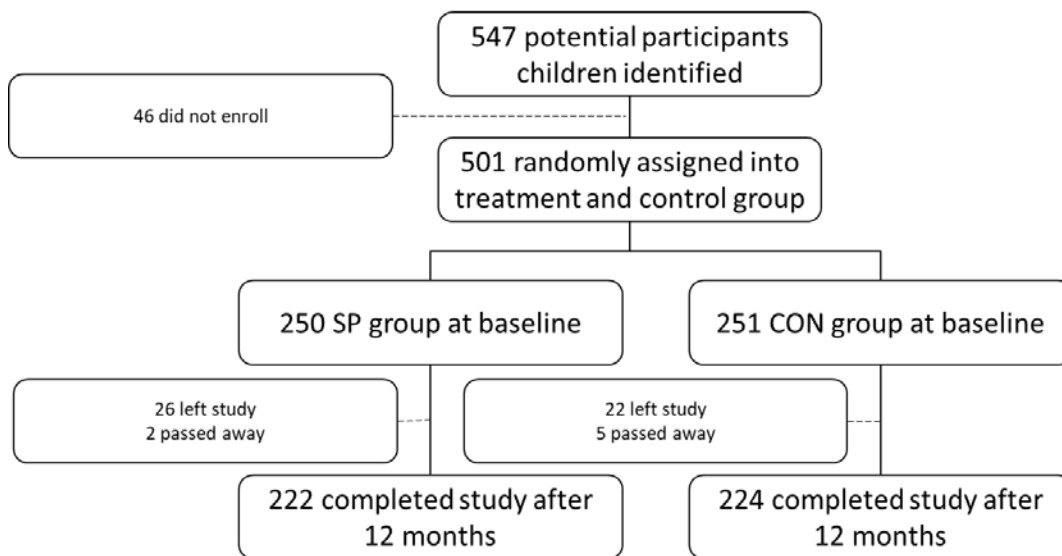 547 potential participants
children identified
46 did not enroll
501 randomly assigned into
treatment and control group
250 SP group at baseline
251 CON group at baseline
26 left study
2 passed away
22 left study
5 passed away
222 completed study after
12 months
224 completed study after
12 months